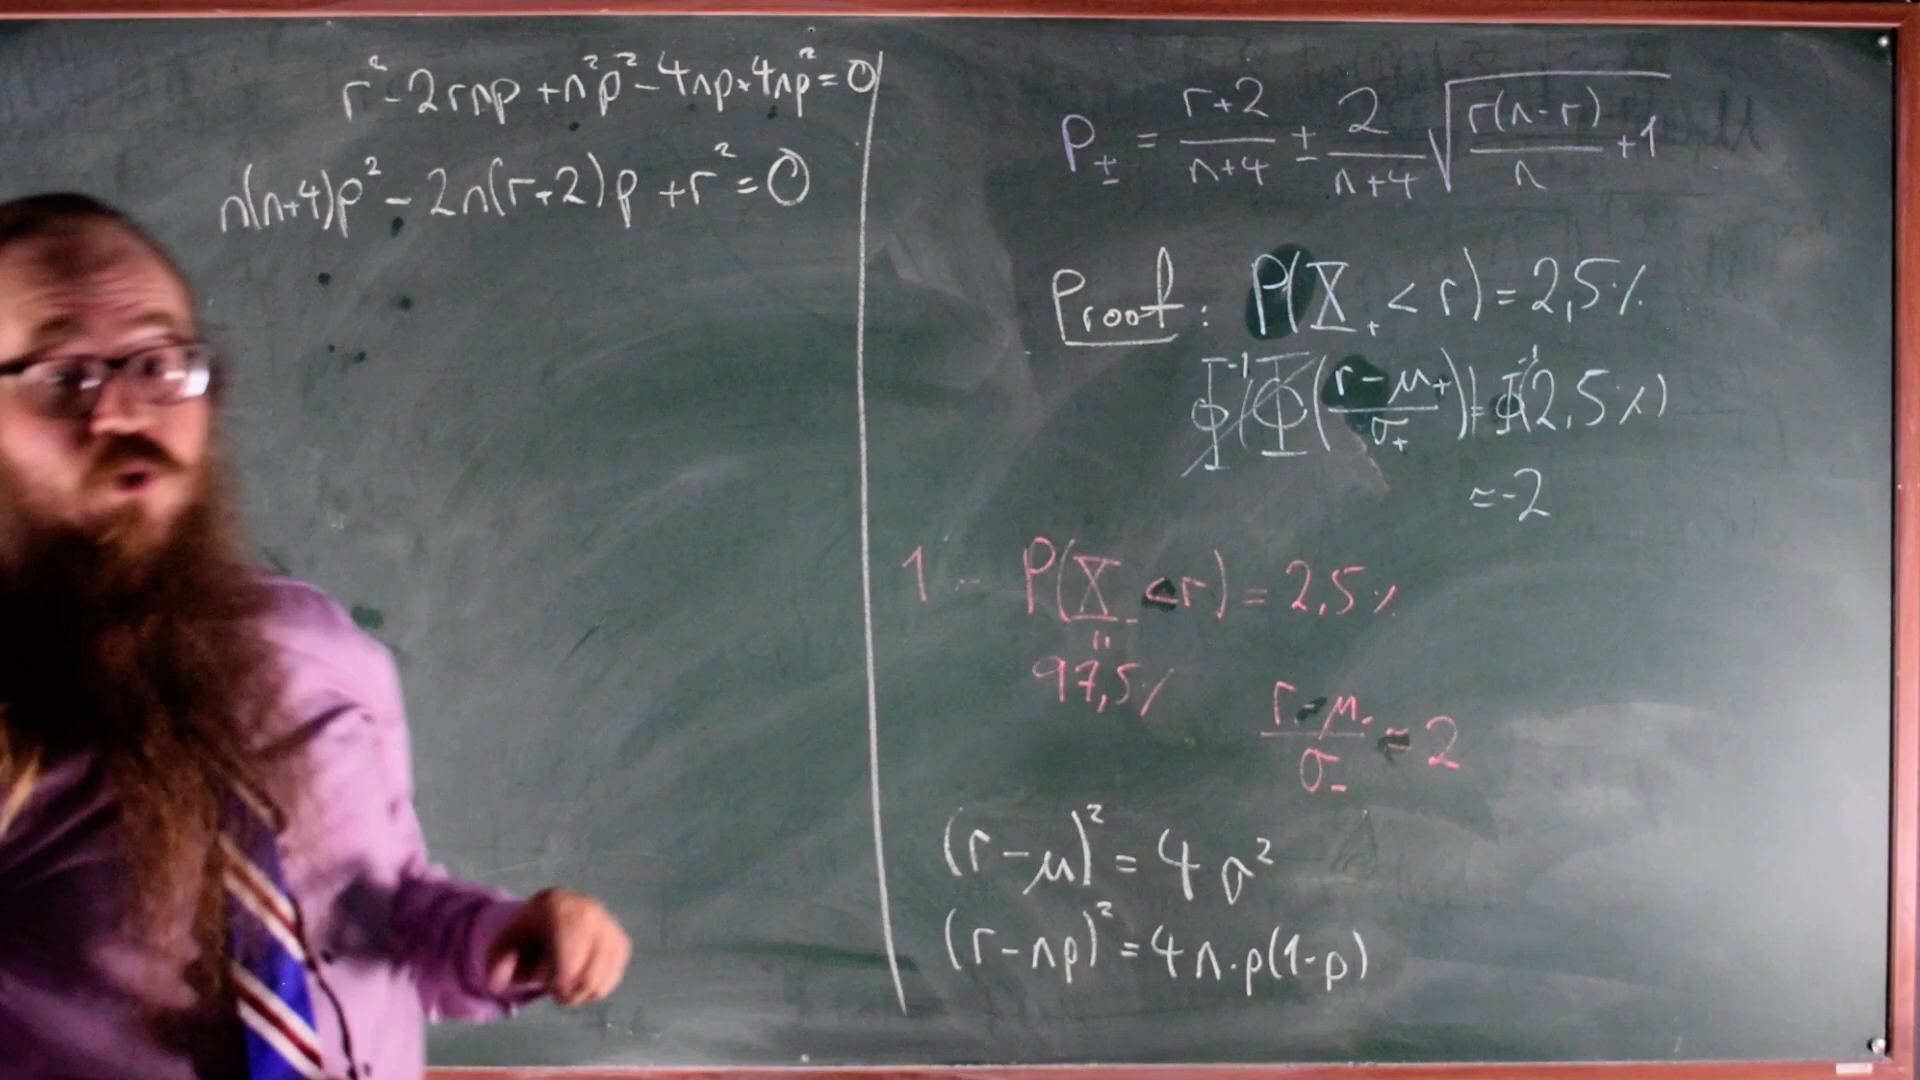 r² - 2rnp + n²p² - 4np + 4np² = 0
n(n+4)p² - 2n(r+2)p + r² = 0
P± = (r+2)/(n+4) ± 2/(n+4) √(r(n-r)/n + 1)
Proof: P(X₊ < r) = 2,5%
Φ⁻¹(Φ((r-μ₊)/σ₊)) = Φ⁻¹(2,5%)
≈ -2
1 - P(X₋ < r) = 2,5%
"
97,5%
(r-μ₋)/σ₋ ≈ 2
(r-μ)² = 4σ²
(r-np)² = 4n·p(1-p)